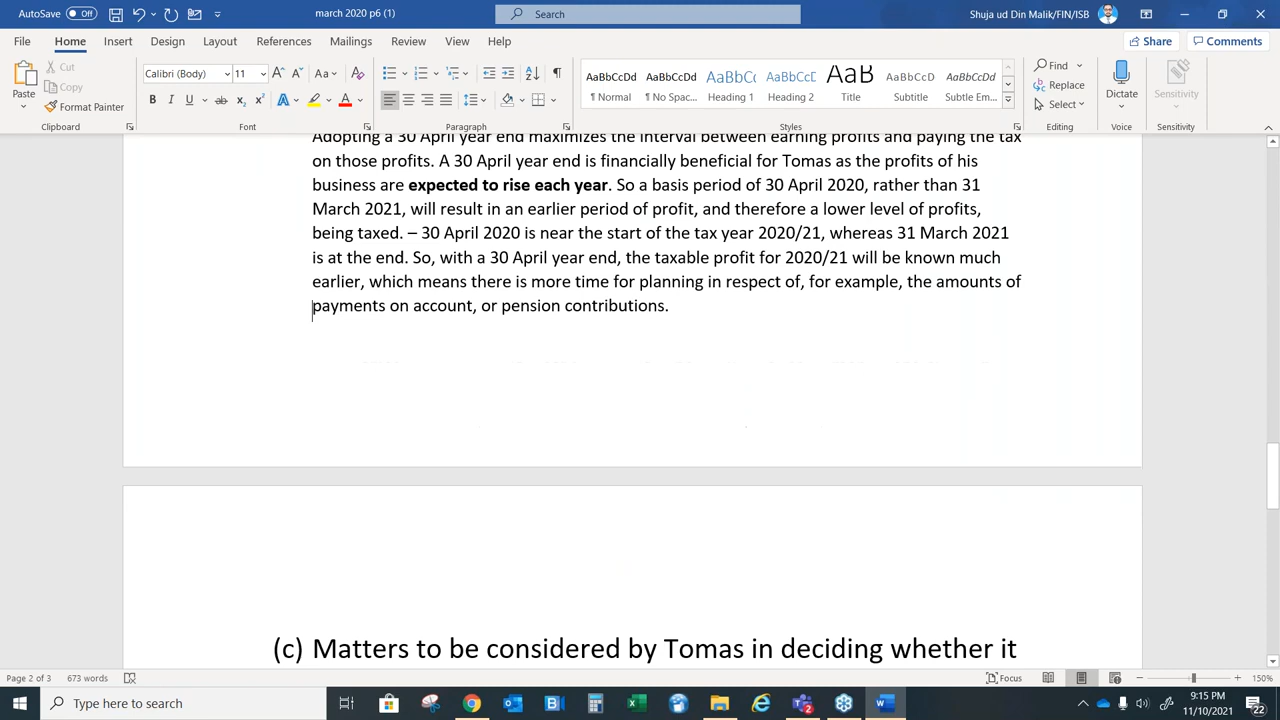 AutoSave Off march 2020 p6 (1) Search Shuja ud Din Malik/FIN/ISB
File Home Insert Design Layout References Mailings Review View Help Share Comments
Paste Cut Copy Format Painter Clipboard
Calibri (Body) 11 Aa A B I U ab x₂ x² A A Font
Paragraph
AaBbCcDd AaBbCcDd AaBbC( AaBbCcE AaB AaBbCcD AaBbCcDd
¶ Normal ¶ No Spac... Heading 1 Heading 2 Title Subtitle Subtle Em... Styles
Find Replace Select Editing
Dictate Voice
Sensitivity Sensitivity
Adopting a 30 April year end maximizes the interval between earning profits and paying the tax
on those profits. A 30 April year end is financially beneficial for Tomas as the profits of his
business are expected to rise each year. So a basis period of 30 April 2020, rather than 31
March 2021, will result in an earlier period of profit, and therefore a lower level of profits,
being taxed. – 30 April 2020 is near the start of the tax year 2020/21, whereas 31 March 2021
is at the end. So, with a 30 April year end, the taxable profit for 2020/21 will be known much
earlier, which means there is more time for planning in respect of, for example, the amounts of
payments on account, or pension contributions.
(c) Matters to be considered by Tomas in deciding whether it
Page 2 of 3 673 words Focus 150%
Type here to search 9:15 PM
11/10/2021 22